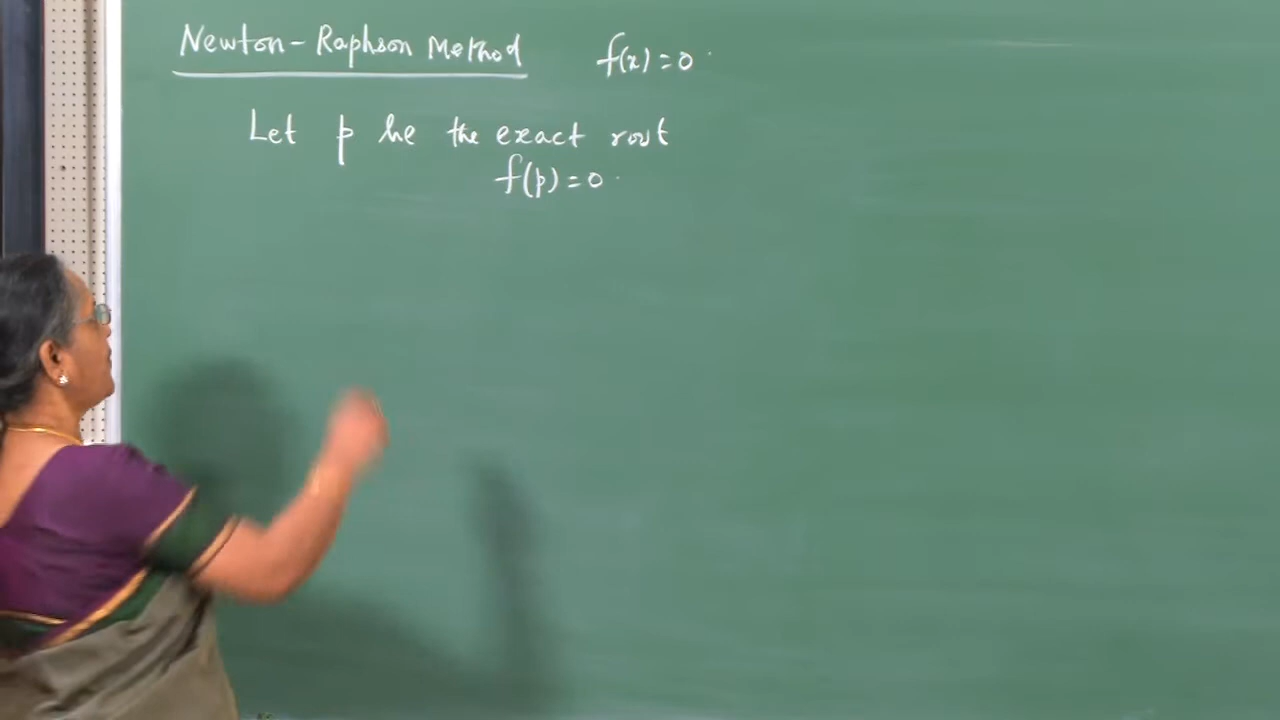 Newton-Raphson Method f(x)=0.
Let p be the exact root
f(p)=0.